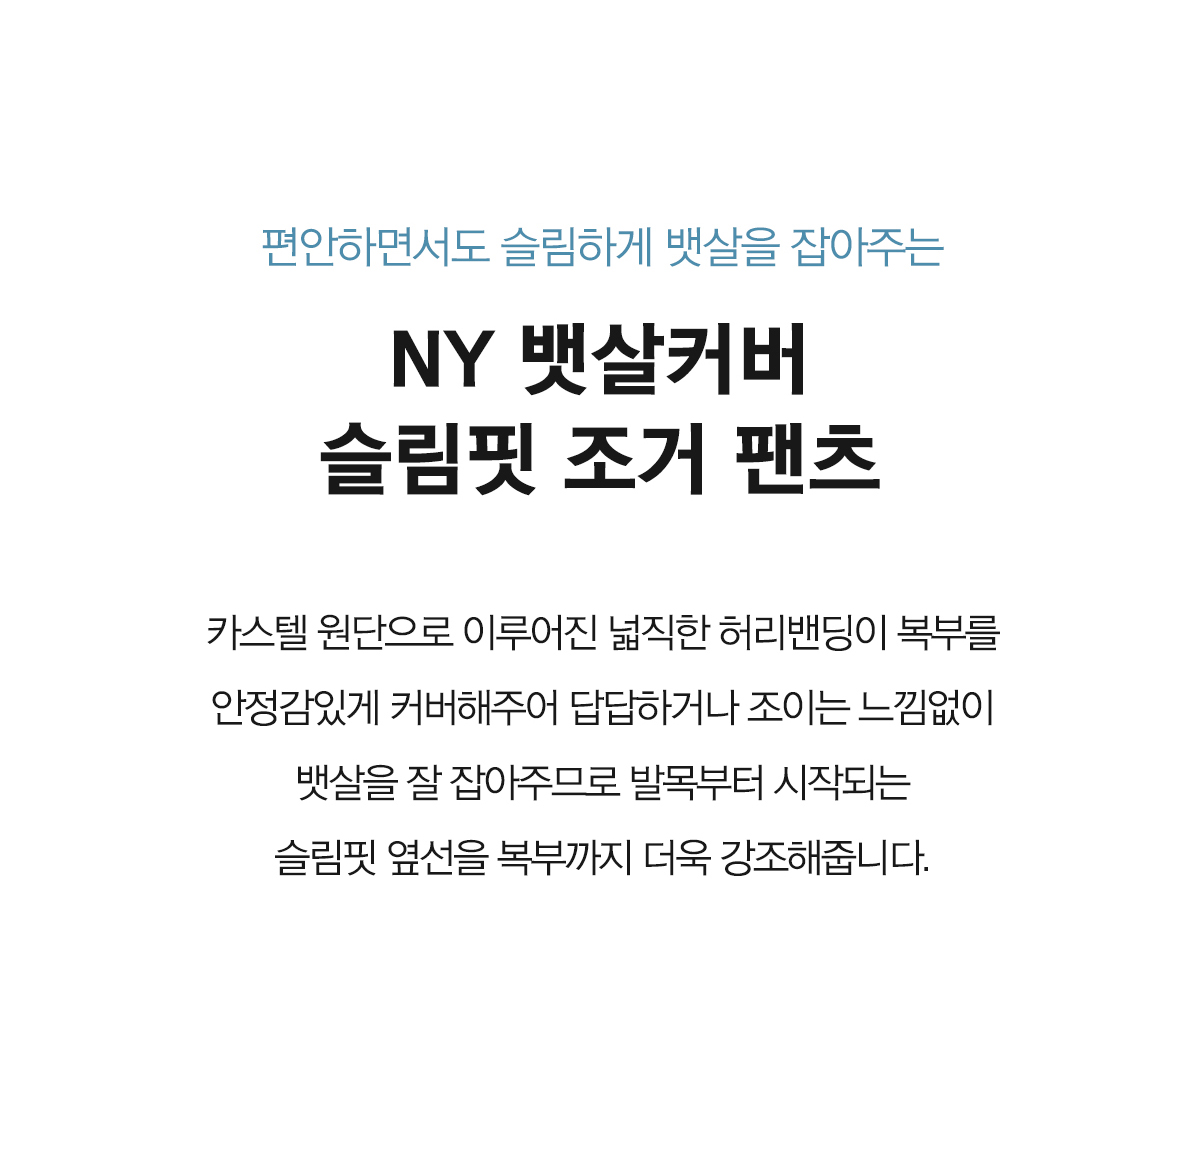 편안하면서도 슬림하게 뱃살을 잡아주는
NY 뱃살커버
슬림핏 조거 팬츠
카스텔 원단으로 이루어진 넓직한 허리밴딩이 복부를
안정감있게 커버해주어 답답하거나 조이는 느낌없이
뱃살을 잘 잡아주므로 발목부터 시작되는
슬림핏 옆선을 복부까지 더욱 강조해줍니다.